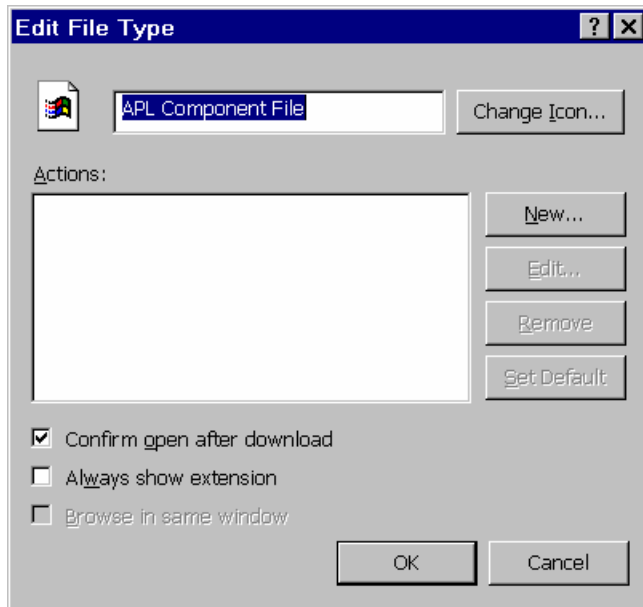 Edit File Type
? X
APL Component File
Change Icon...
Actions:
New...
Edit...
Remove
Set Default
Confirm open after download
Always show extension
Browse in same window
OK Cancel